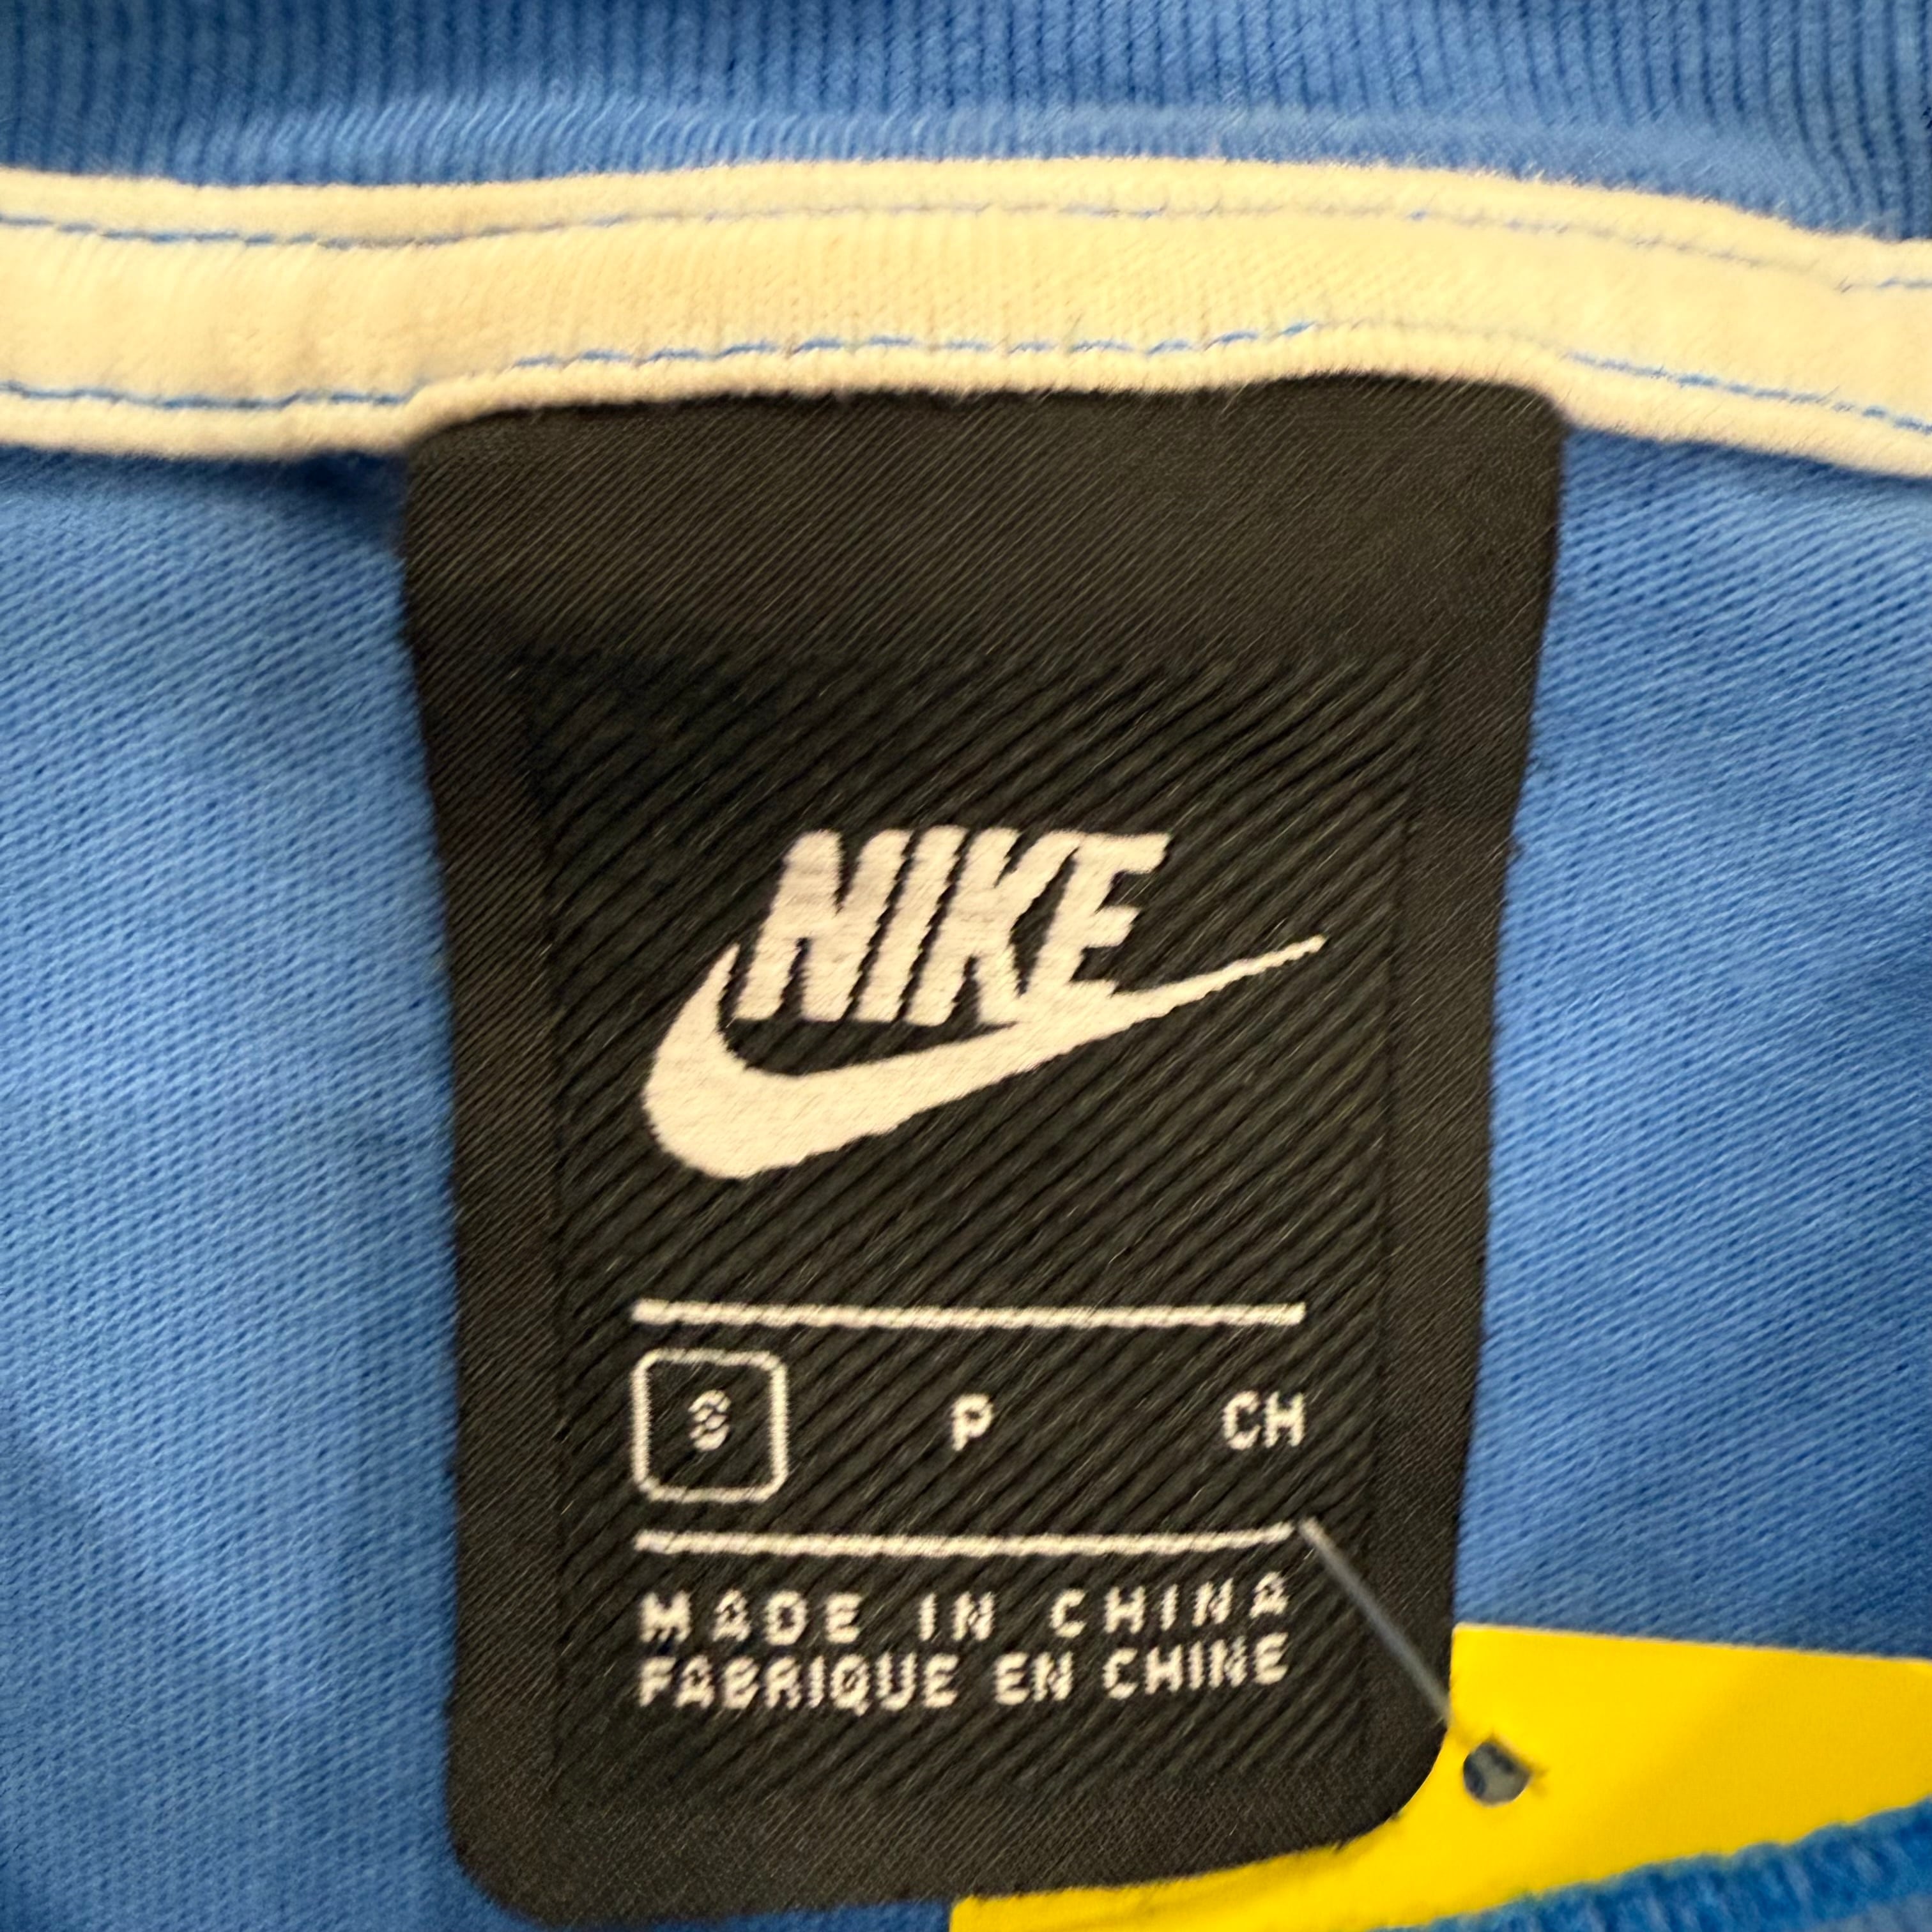 NIKE
S P CH
MADE IN CHINA
FABRIQUE EN CHINE